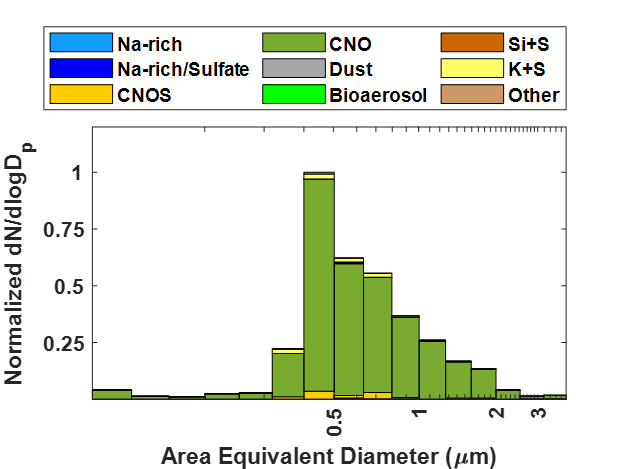 Na-rich CNO Si+S
Na-rich/Sulfate Dust K+S
CNOS Bioaerosol Other
Normalized dN/dlogDp
1
0.75
0.5
0.25
0.5 1 2 3
Area Equivalent Diameter (μm)